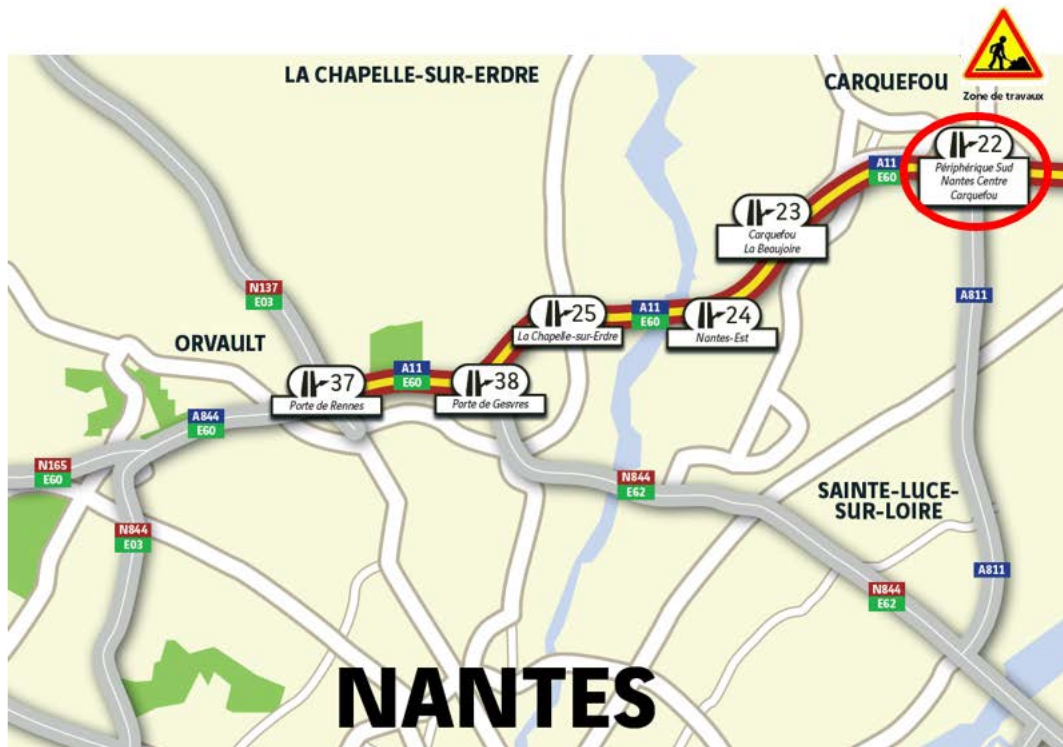 LA CHAPELLE-SUR-ERDRE
CARQUEFOU
Zone de travaux
22
Périphérique Sud
Nantes Centre
Carquefou
A11
E60
23
Carquefou
La Beaujoire
N137
E03
25
La Chapelle-sur-Erdre
A11
E60
24
Nantes-Est
A811
ORVAULT
37
Porte de Rennes
A11
E60
38
Porte de Gesvres
A844
E60
N165
E60
N844
E62
SAINTE-LUCE-
SUR-LOIRE
N844
E03
A811
N844
E62
NANTES